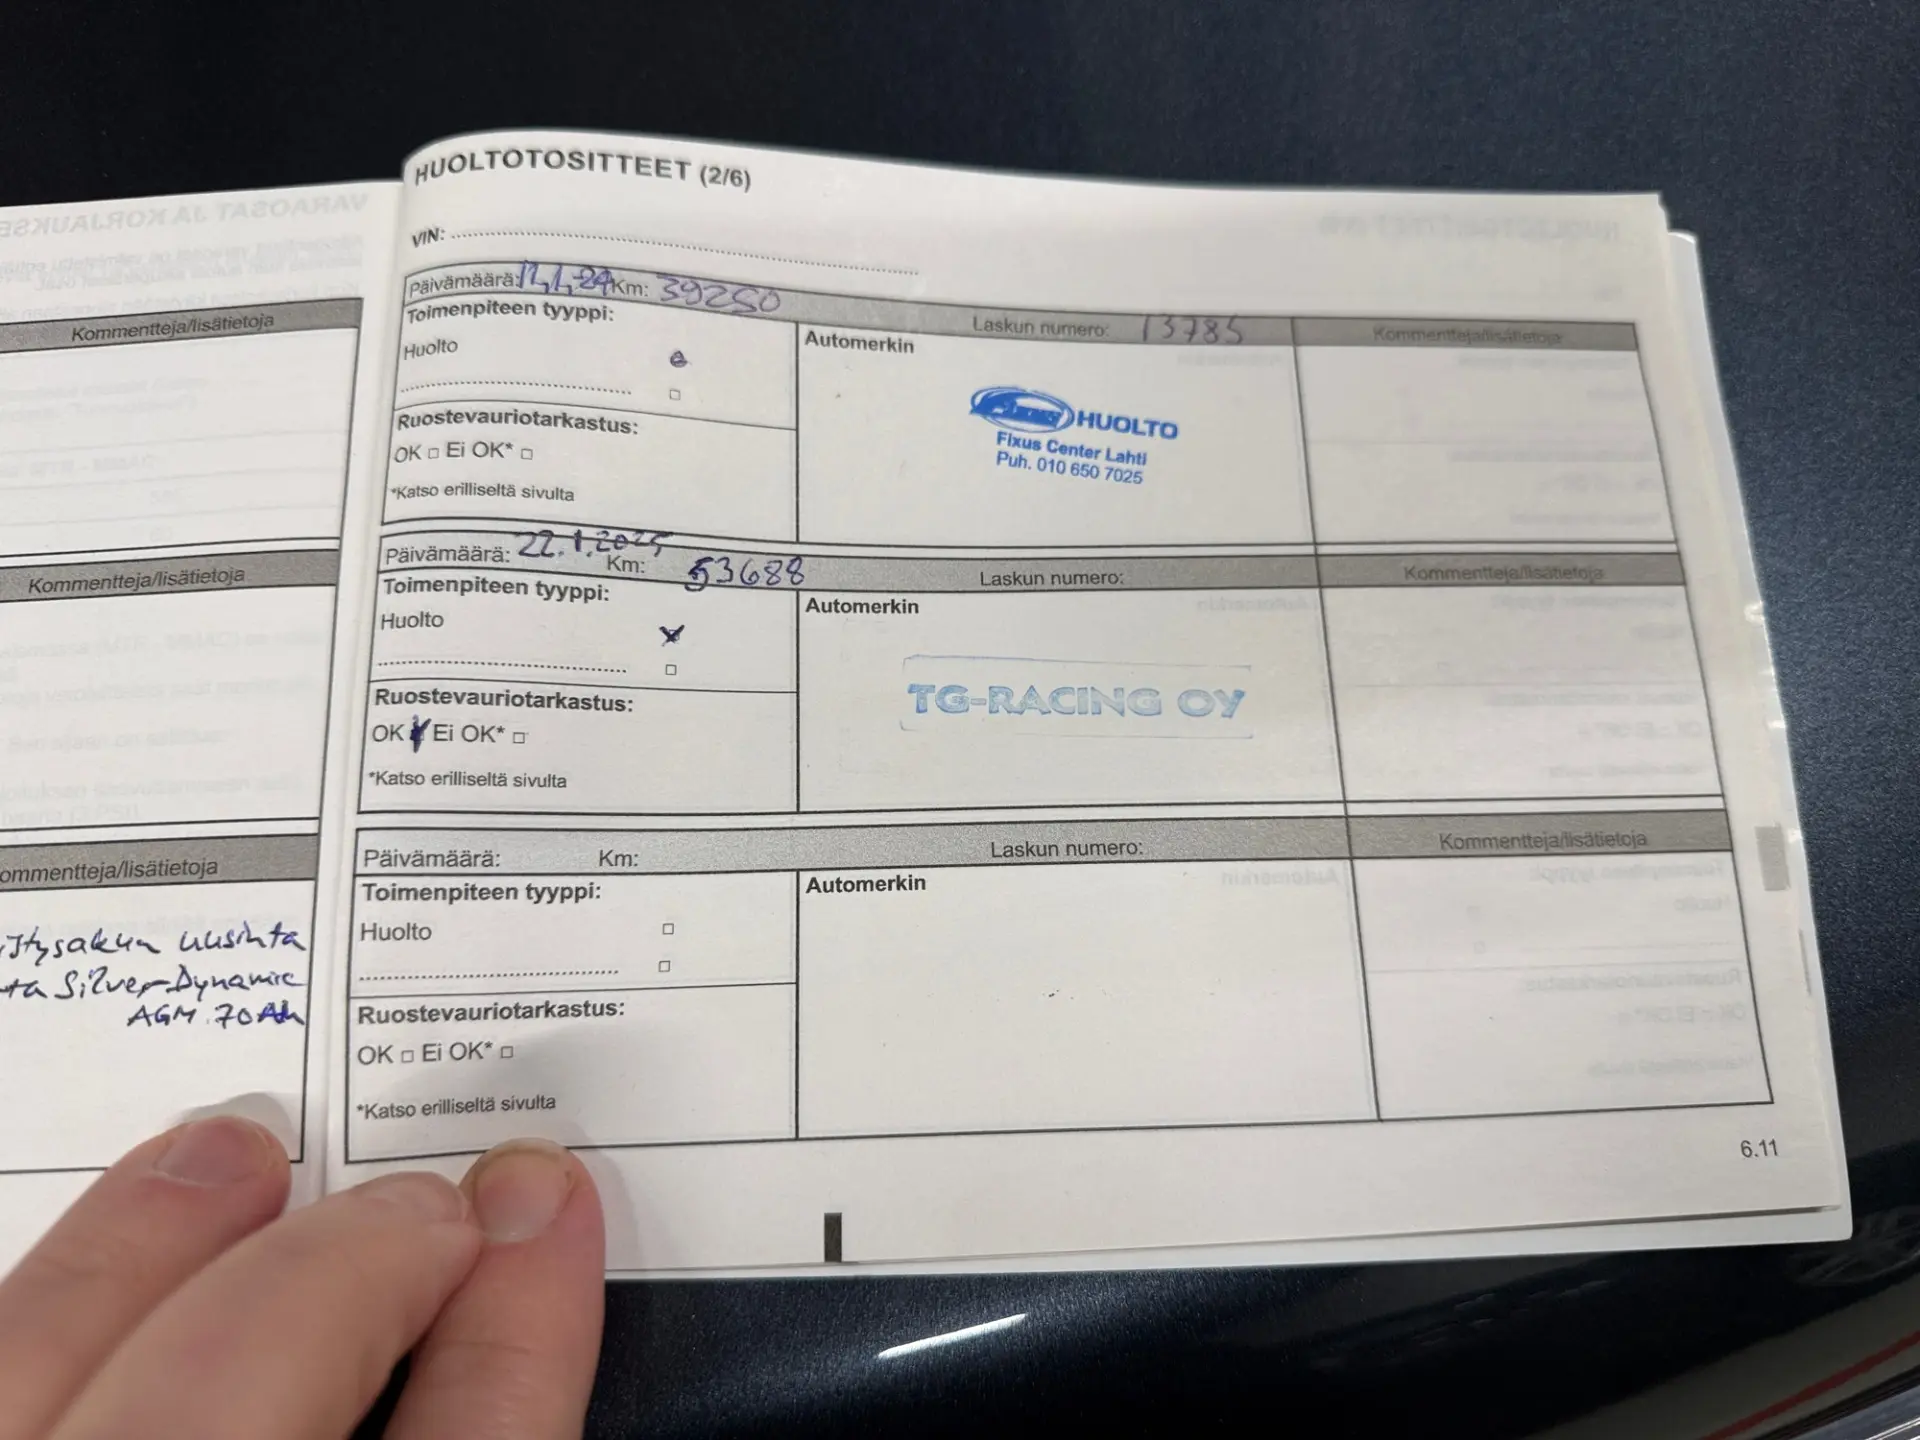 Kommentteja/lisätietoja
Kommentteja/lisätietoja
ommentteja/lisätietoja
uusinta
ta Silver Dynamic
AGM 70Ah
HUOLTOTOSITTEET (2/6)
VIN:
Päivämäärä: Km: 39250 Laskun numero: 13785 Kommentteja/lisätietoja
Toimenpiteen tyyppi:
Huolto
Automerkin
HUOLTO
Fixus Center Lahti
Puh. 010 650 7025
Ruostevauriotarkastus:
OK □ Ei OK* □
*Katso erilliseltä sivulta
Päivämäärä: 22.1.2025 Km: 53688 Laskun numero: Kommentteja/lisätietoja
Toimenpiteen tyyppi:
Huolto
Automerkin
TG-RACING OY
Ruostevauriotarkastus:
OK Ei OK* □
*Katso erilliseltä sivulta
Päivämäärä: Km: Laskun numero: Kommentteja/lisätietoja
Toimenpiteen tyyppi:
Huolto
Automerkin
Ruostevauriotarkastus:
OK □ Ei OK* □
*Katso erilliseltä sivulta
6.11